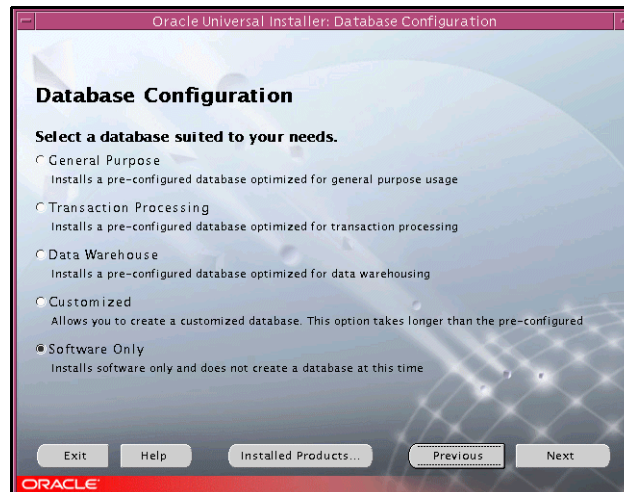 Oracle Universal Installer: Database Configuration
Database Configuration
Select a database suited to your needs.
General Purpose
Installs a pre-configured database optimized for general purpose usage
Transaction Processing
Installs a pre-configured database optimized for transaction processing
Data Warehouse
Installs a pre-configured database optimized for data warehousing
Customized
Allows you to create a customized database. This option takes longer than the pre-configured
Software Only
Installs software only and does not create a database at this time
Exit Help Installed Products... Previous Next
ORACLE